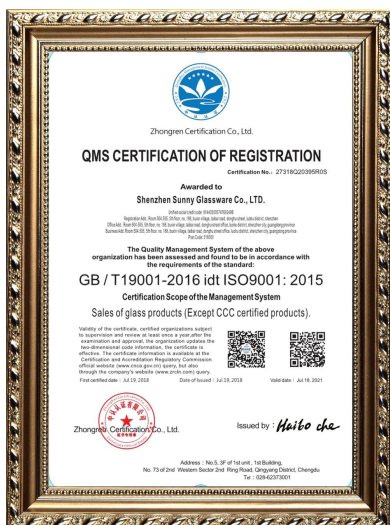 Zhongren Certification Co., Ltd.
QMS CERTIFICATION OF REGISTRATION
Certification No.: 27318Q20395R0S
Awarded to
Shenzhen Sunny Glassware Co., LTD.
The Quality Management System of the above
organization has been assessed and found to be in accordance with
the requirements of the standard:
GB / T19001-2016 idt ISO9001: 2015
Certification Scope of the Management System
Sales of glass products (Except CCC certified products).
Validity of the certificate, certified organizations subject
to supervision and review at least once a year,after the
examination and approval, the organization updates the
two-dimensional code information, the certificate is
effective. The certificate information is available at the
Certification and Accreditation Regulatory Commission
official website (www.cnca.gov.cn) query. also
through the company's website (www.zrcfn.com) query.
First certified date : Jul.19, 2018 Date of Issued : Jul.19, 2018 Valid date : Jul.18, 2021
Zhongren Certification Co., Ltd.
Issued by : Haibo che
Address : No.5, 3F of 1st unit , 1st Building,
No. 73 of 2nd Western Sector 2nd Ring Road, Qingyang District, Chengdu
Tel : 028-62373001